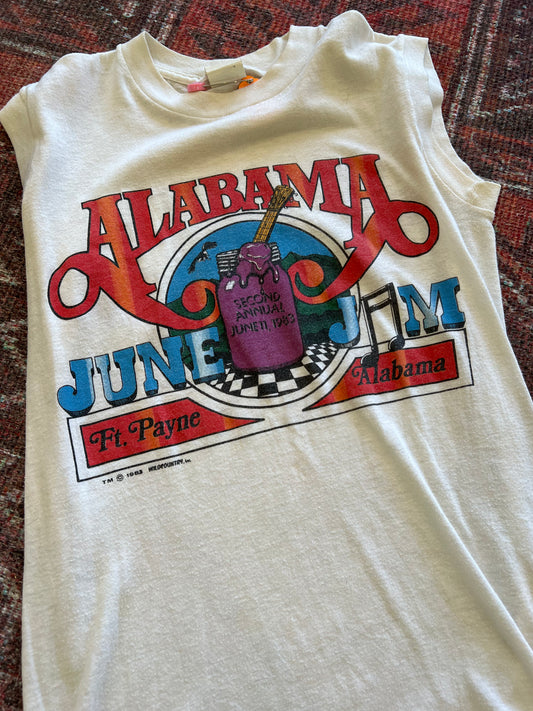 ALABAMA
SECOND
ANNUAL
JUNE 11, 1983
JUNE JAM
Ft. Payne Alabama
TM © 1983 WILDCOUNTRY, Inc.